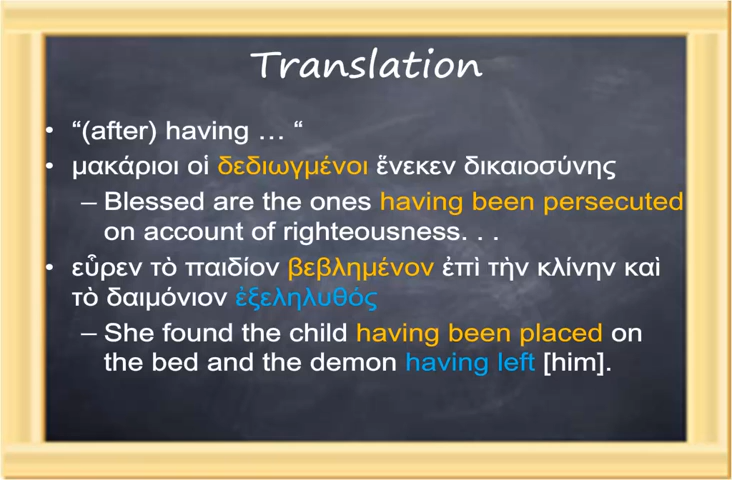 Translation
• “(after) having … “
• μακάριοι οἱ δεδιωγμένοι ἕνεκεν δικαιοσύνης
– Blessed are the ones having been persecuted
on account of righteousness. . .
• εὗρεν τὸ παιδίον βεβλημένον ἐπὶ τὴν κλίνην καὶ
τὸ δαιμόνιον ἐξεληλυθός
– She found the child having been placed on
the bed and the demon having left [him].